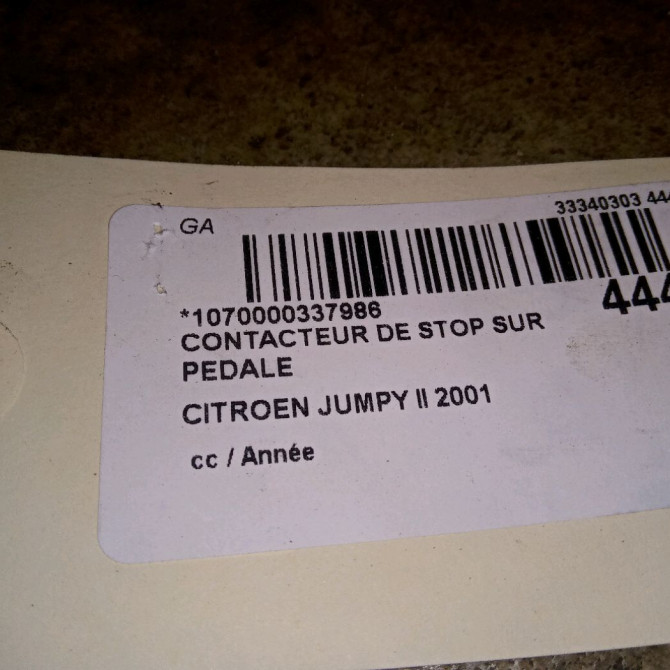 GA
33340303 444
*1070000337986
444
CONTACTEUR DE STOP SUR
PEDALE
CITROEN JUMPY II 2001
cc / Année